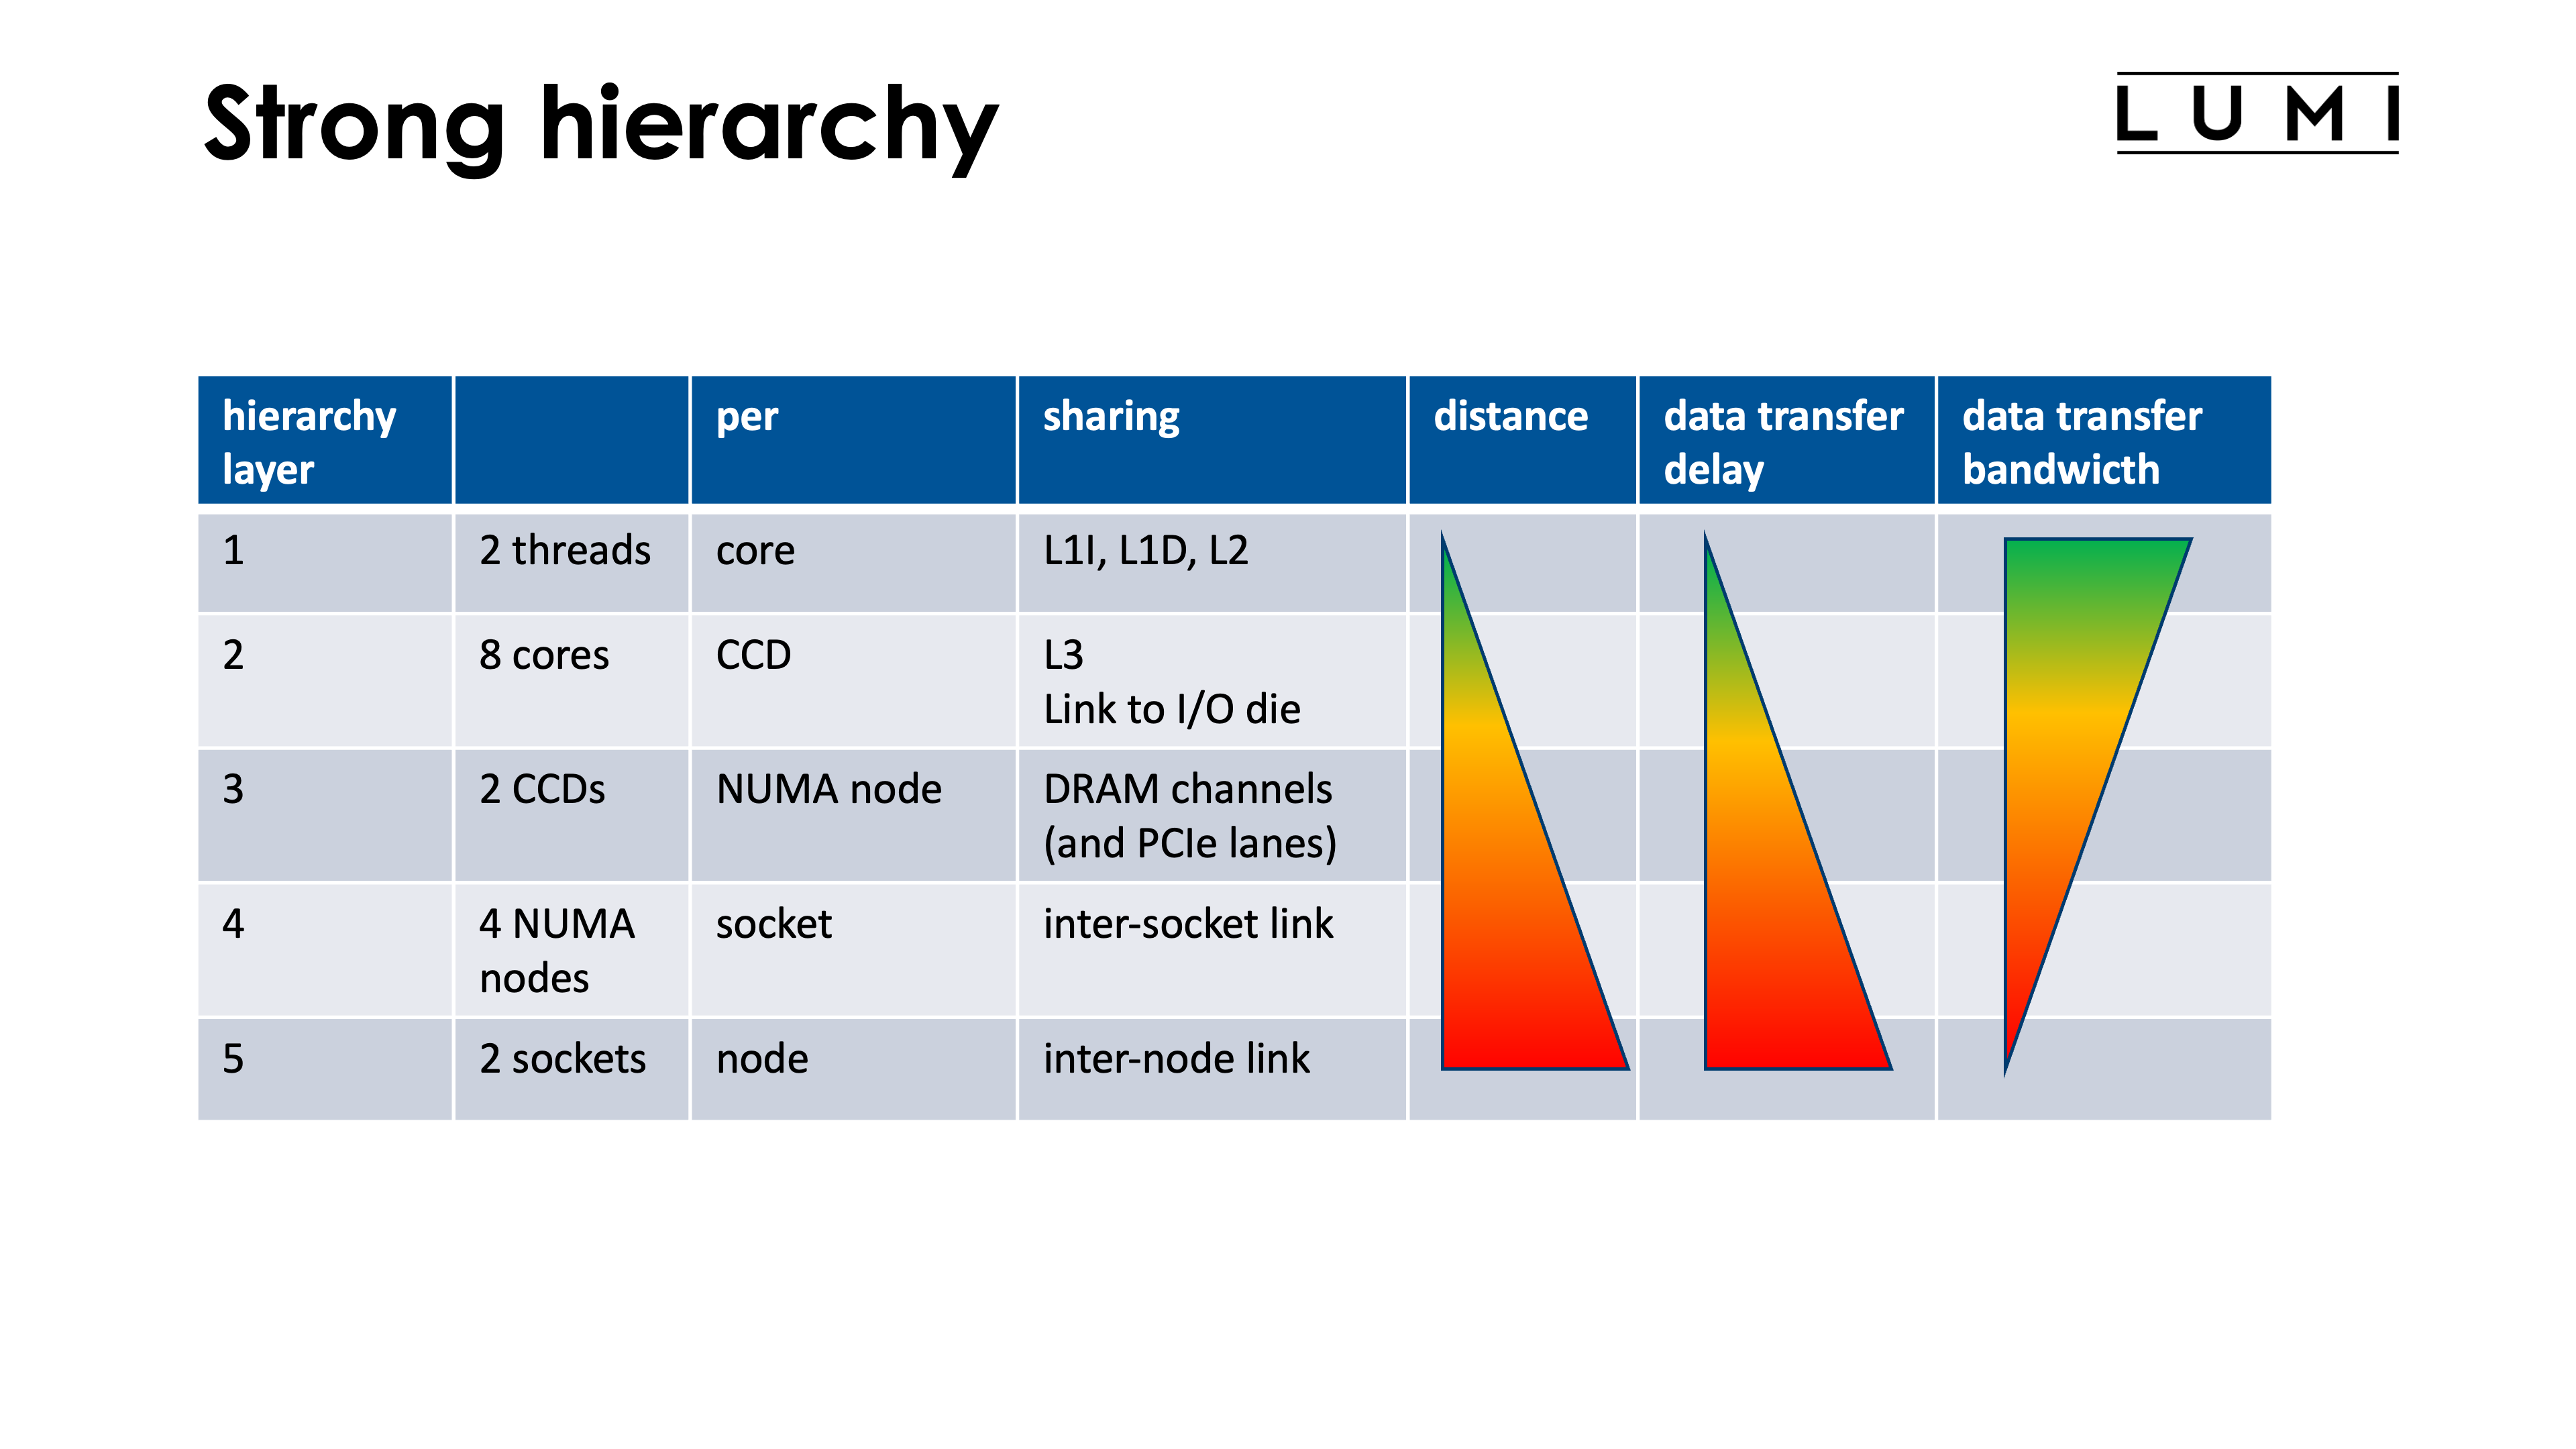 Strong hierarchy
LUMI
hierarchy
layer
per
sharing
distance
data transfer
delay
data transfer
bandwicth
1
2 threads
core
L1I, L1D, L2
2
8 cores
CCD
L3
Link to I/O die
3
2 CCDs
NUMA node
DRAM channels
(and PCIe lanes)
4
4 NUMA
nodes
socket
inter-socket link
5
2 sockets
node
inter-node link